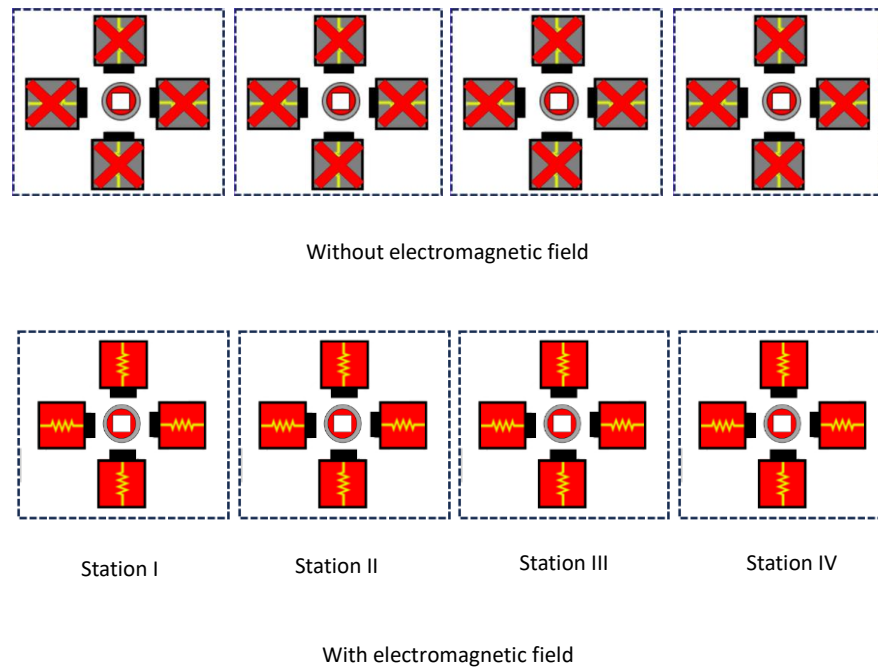 Without electromagnetic field
Station I
Station II
Station III
Station IV
With electromagnetic field